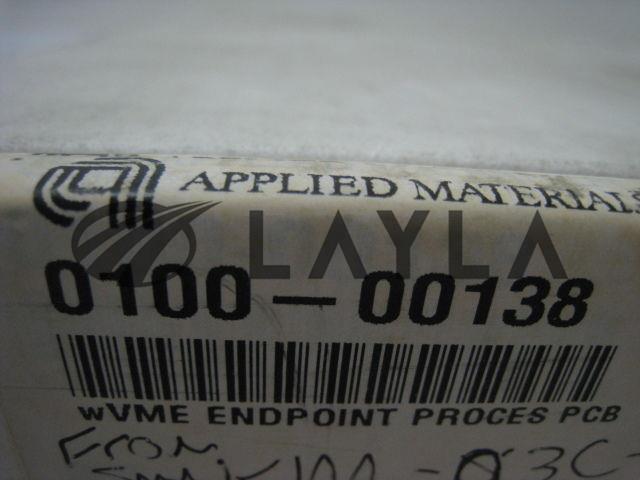 APPLIED MATERIALS
LAYLA
0100-00138
wVME ENDPOINT PROCES PCB
From